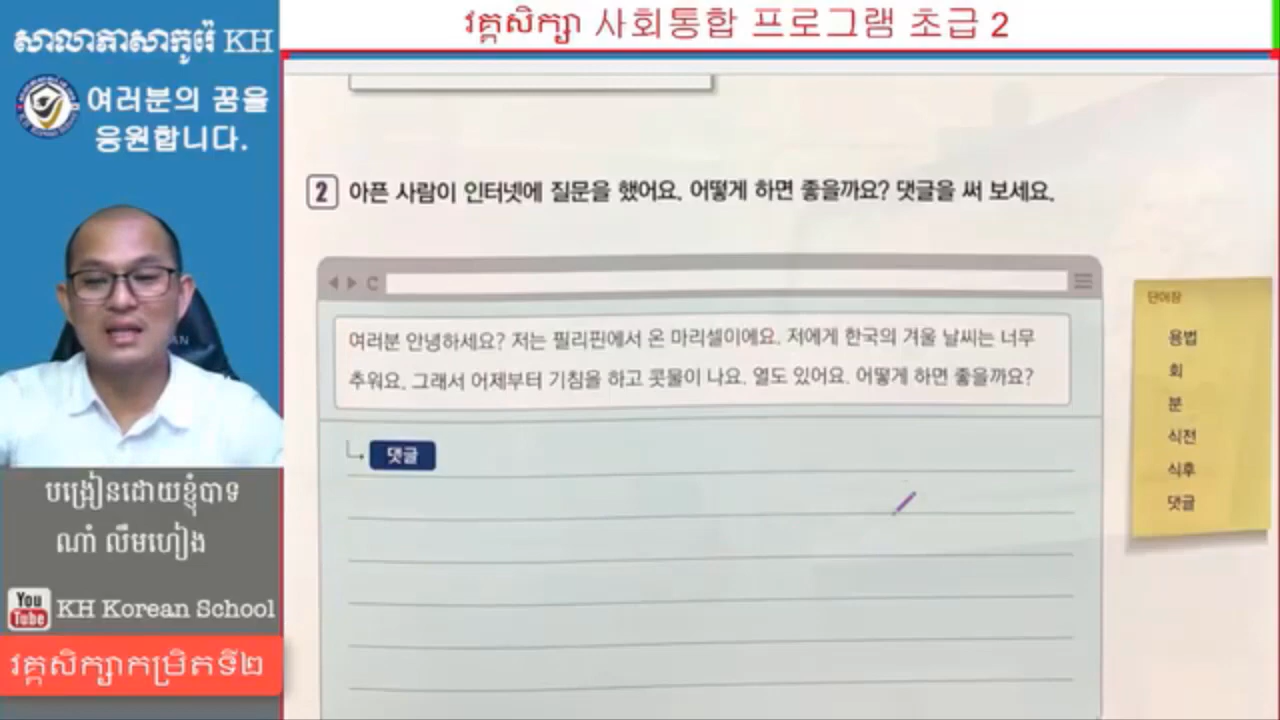 សាលាភាសាកូរ៉េ KH
여러분의 꿈을
응원합니다.
វគ្គសិក្សា 사회통합 프로그램 초급 2
2 아픈 사람이 인터넷에 질문을 했어요. 어떻게 하면 좋을까요? 댓글을 써 보세요.
여러분 안녕하세요? 저는 필리핀에서 온 마리셀이에요. 저에게 한국의 겨울 날씨는 너무
추워요. 그래서 어제부터 기침을 하고 콧물이 나요. 열도 있어요. 어떻게 하면 좋을까요?
댓글
단어장
용법
회
분
식전
식후
댓글
បង្រៀនដោយខ្ញុំបាទ
ណាំ លឹមហៀង
You Tube KH Korean School
វគ្គសិក្សាកម្រិតទី២